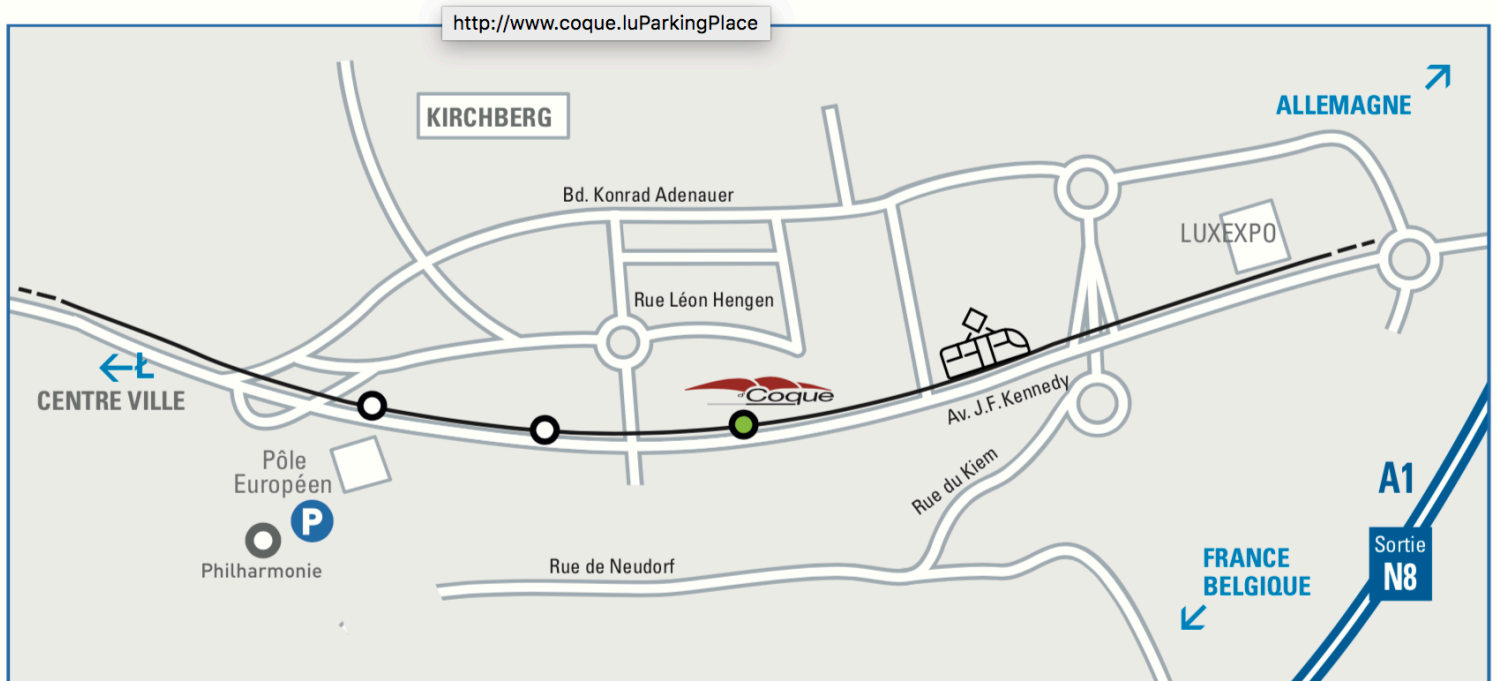 http://www.coque.luParkingPlace
KIRCHBERG
ALLEMAGNE
Bd. Konrad Adenauer
LUXEXPO
Rue Léon Hengen
CENTRE VILLE
d'Coque
Av. J.F. Kennedy
Pôle
Européen
P
Philharmonie
Rue du Kiem
A1
Sortie
N8
Rue de Neudorf
FRANCE
BELGIQUE